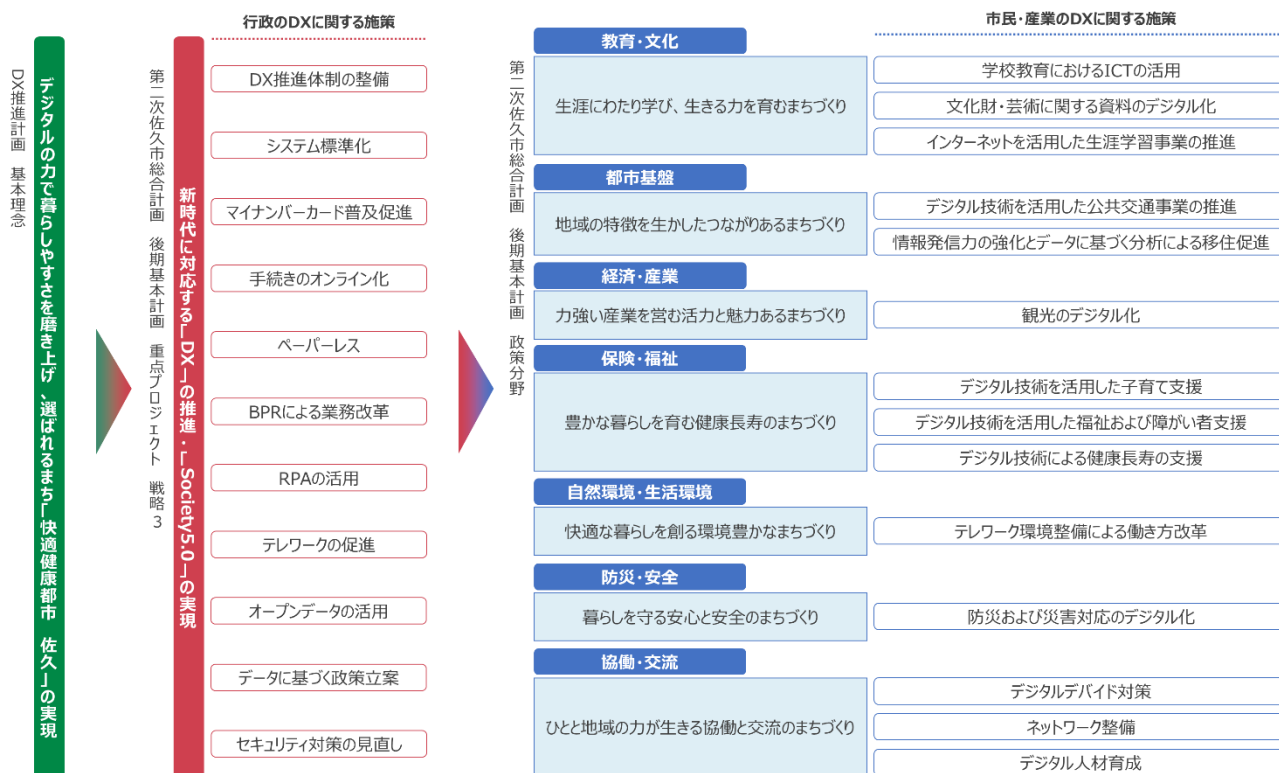 DX推進計画 基本理念
デジタルの力で暮らしやすさを磨き上げ、選ばれるまち「快適健康都市 佐久」の実現
第二次佐久市総合計画 後期基本計画 重点プロジェクト 戦略3
新時代に対応する「DX」の推進・「Society5.0」の実現
行政のDXに関する施策
DX推進体制の整備
システム標準化
マイナンバーカード普及促進
手続きのオンライン化
ペーパーレス
BPRによる業務改革
RPAの活用
テレワークの促進
オープンデータの活用
データに基づく政策立案
セキュリティ対策の見直し
第二次佐久市総合計画 後期基本計画 政策分野
市民・産業のDXに関する施策
教育・文化
生涯にわたり学び、生きる力を育むまちづくり
学校教育におけるICTの活用
文化財・芸術に関する資料のデジタル化
インターネットを活用した生涯学習事業の推進
都市基盤
地域の特徴を生かしたつながりあるまちづくり
デジタル技術を活用した公共交通事業の推進
情報発信力の強化とデータに基づく分析による移住促進
経済・産業
力強い産業を営む活力と魅力あるまちづくり
観光のデジタル化
保険・福祉
豊かな暮らしを育む健康長寿のまちづくり
デジタル技術を活用した子育て支援
デジタル技術を活用した福祉および障がい者支援
デジタル技術による健康長寿の支援
自然環境・生活環境
快適な暮らしを創る環境豊かなまちづくり
テレワーク環境整備による働き方改革
防災・安全
暮らしを守る安心と安全のまちづくり
防災および災害対応のデジタル化
協働・交流
ひとと地域の力が生きる協働と交流のまちづくり
デジタルデバイド対策
ネットワーク整備
デジタル人材育成